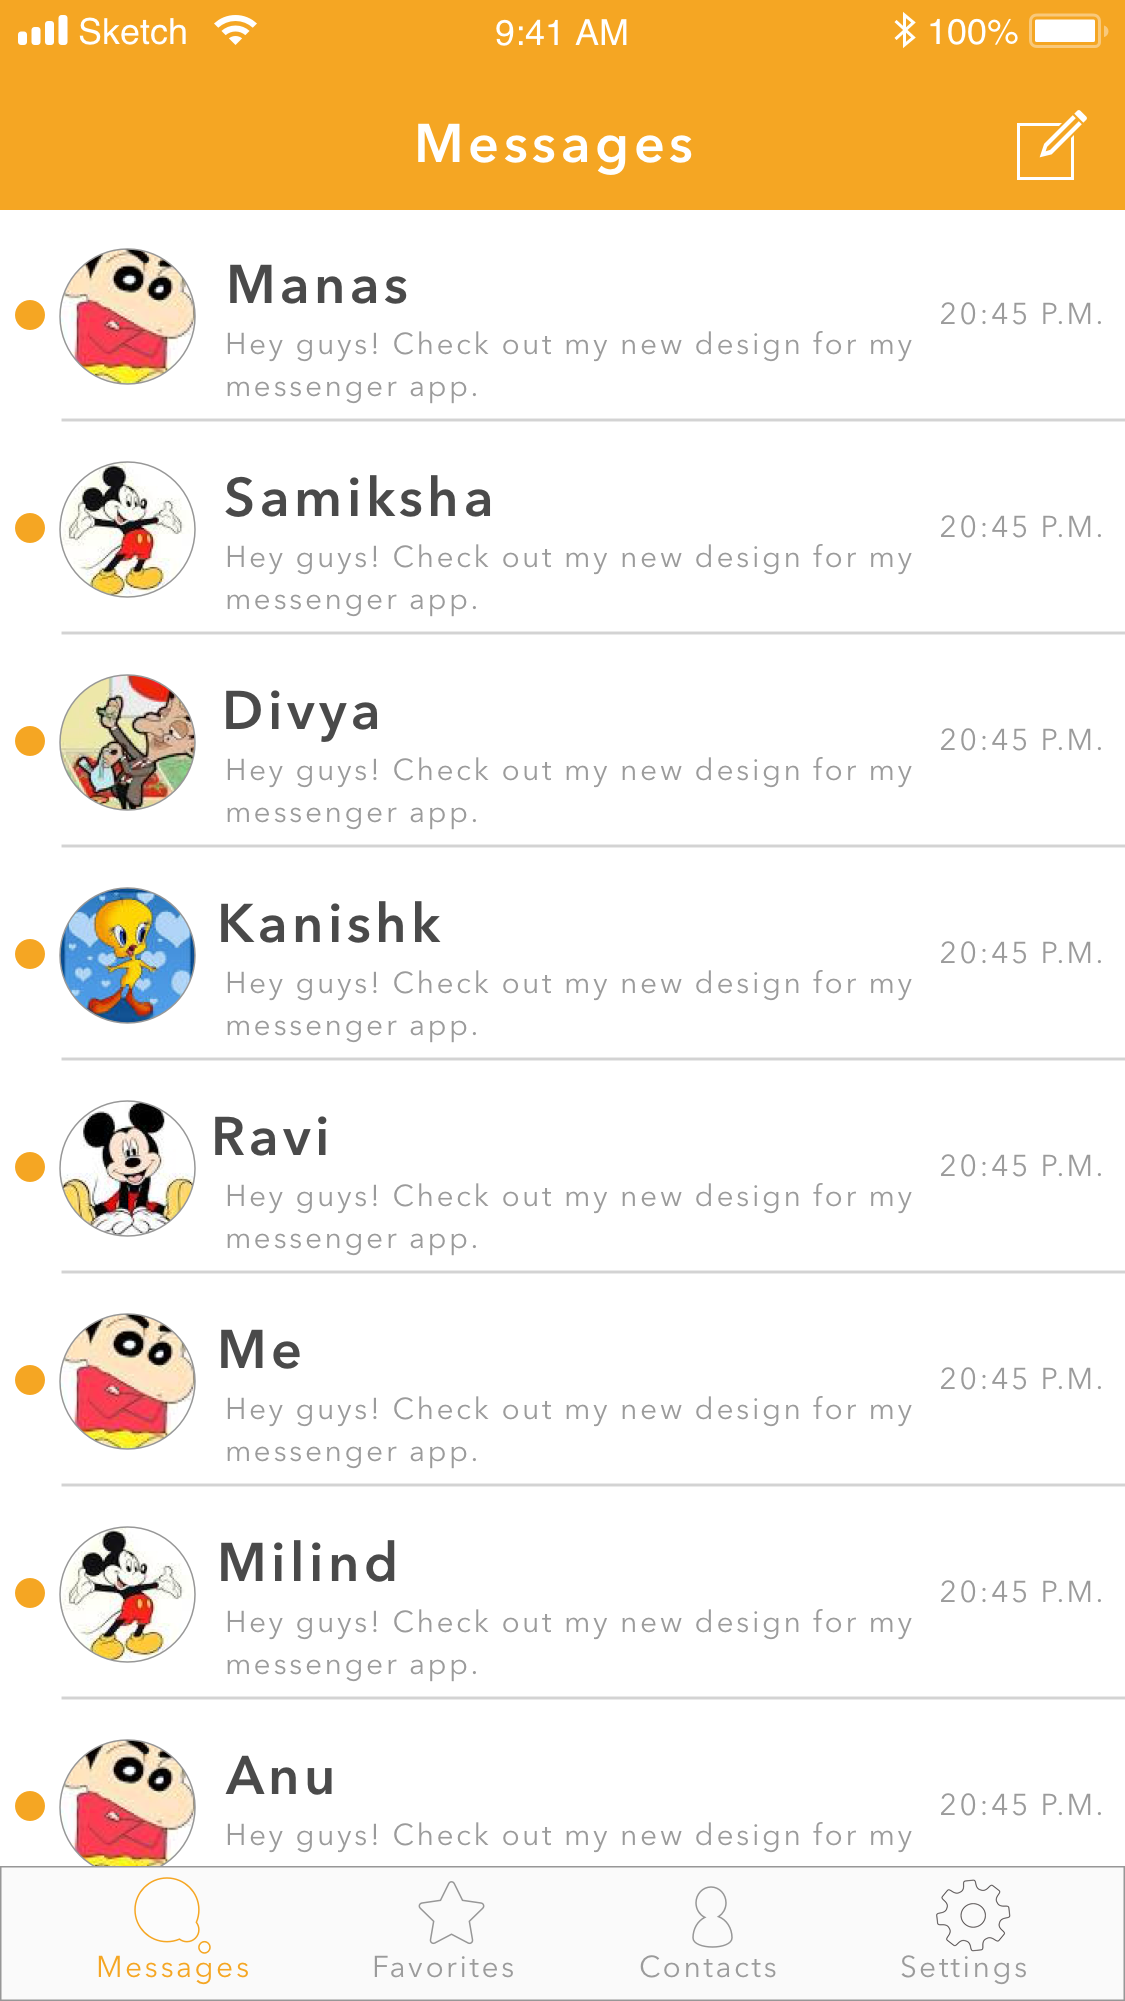 Sketch 9:41 AM 100%
Messages
Manas
20:45 P.M.
Hey guys! Check out my new design for my
messenger app.
Samiksha
20:45 P.M.
Hey guys! Check out my new design for my
messenger app.
Divya
20:45 P.M.
Hey guys! Check out my new design for my
messenger app.
Kanishk
20:45 P.M.
Hey guys! Check out my new design for my
messenger app.
Ravi
20:45 P.M.
Hey guys! Check out my new design for my
messenger app.
Me
20:45 P.M.
Hey guys! Check out my new design for my
messenger app.
Milind
20:45 P.M.
Hey guys! Check out my new design for my
messenger app.
Anu
20:45 P.M.
Hey guys! Check out my new design for my
Messages Favorites Contacts Settings